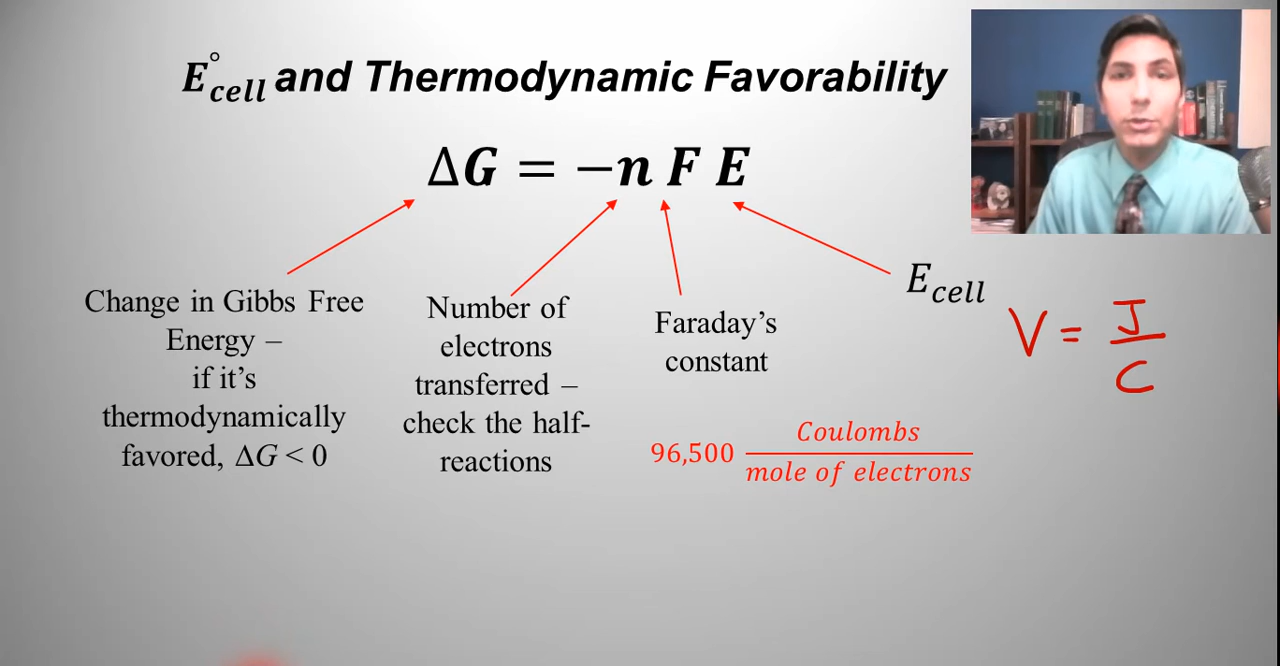 E°cell and Thermodynamic Favorability
ΔG = −n F E
Change in Gibbs Free
Energy –
if it’s
thermodynamically
favored, ΔG < 0
Number of
electrons
transferred –
check the half-
reactions
Faraday’s
constant
96,500 Coulombs
mole of electrons
Ecell
V = J
C